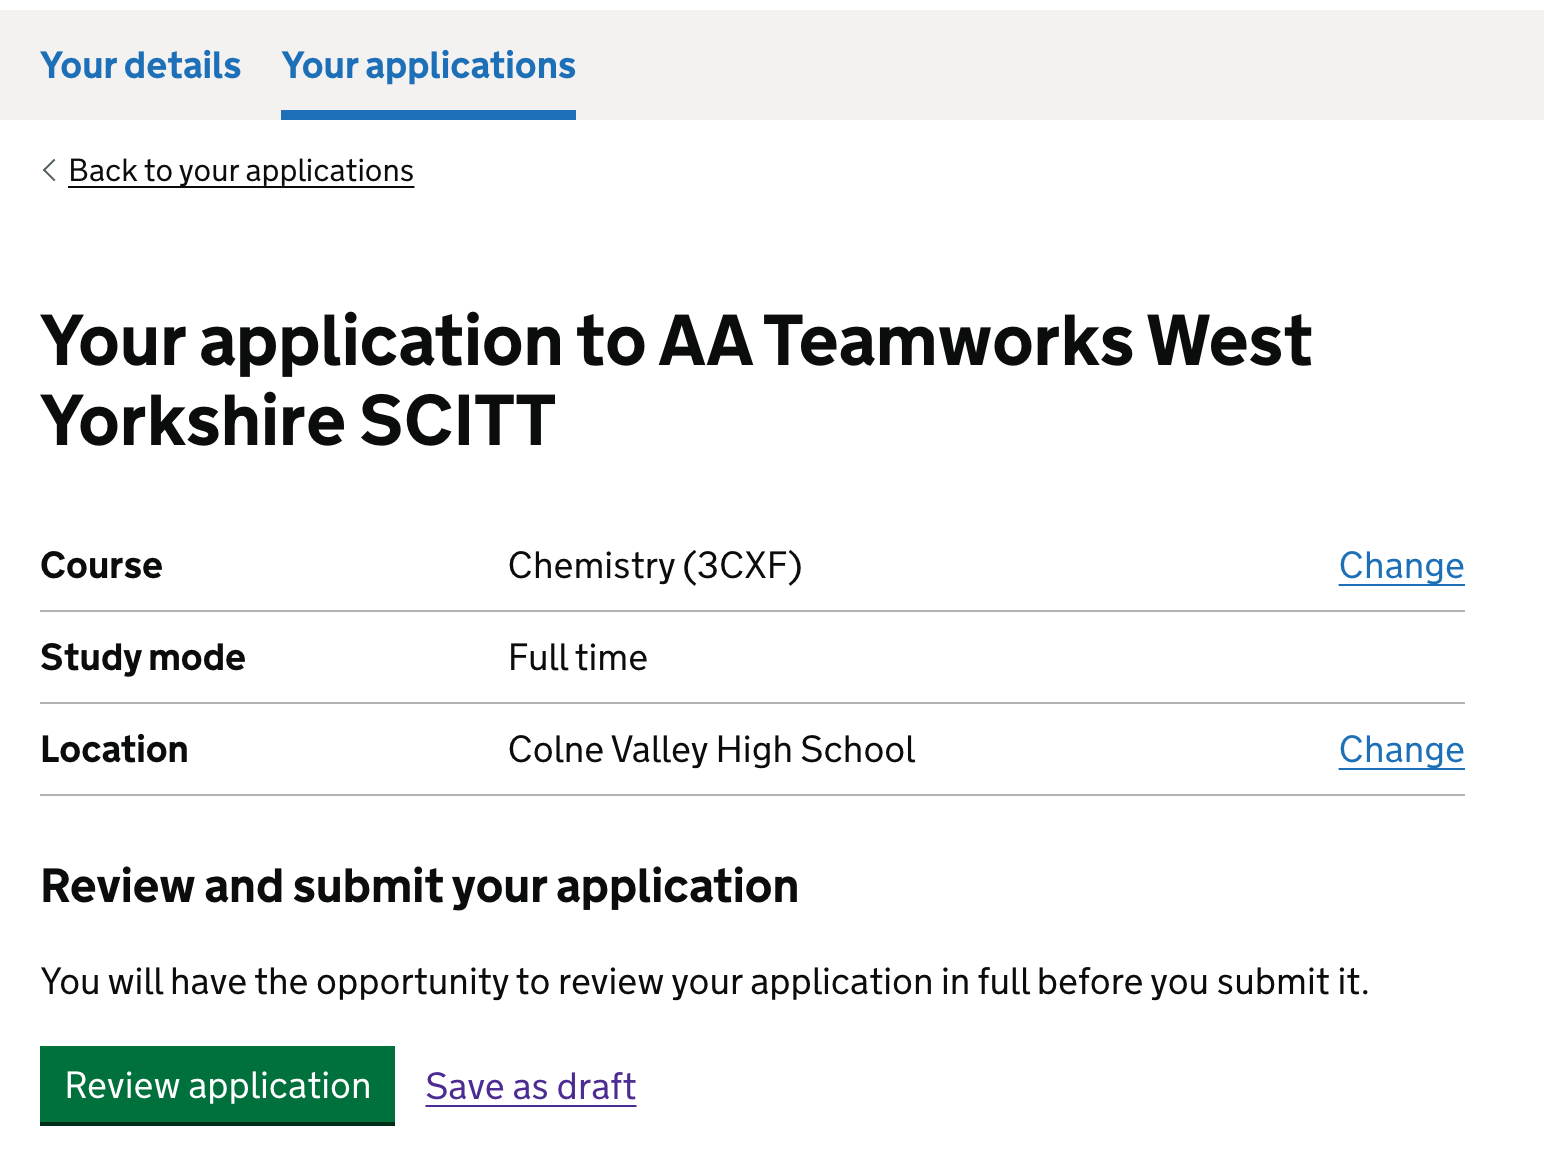 Your details Your applications
Back to your applications
Your application to AA Teamworks West
Yorkshire SCITT
Course Chemistry (3CXF) Change
Study mode Full time
Location Colne Valley High School Change
Review and submit your application
You will have the opportunity to review your application in full before you submit it.
Review application Save as draft